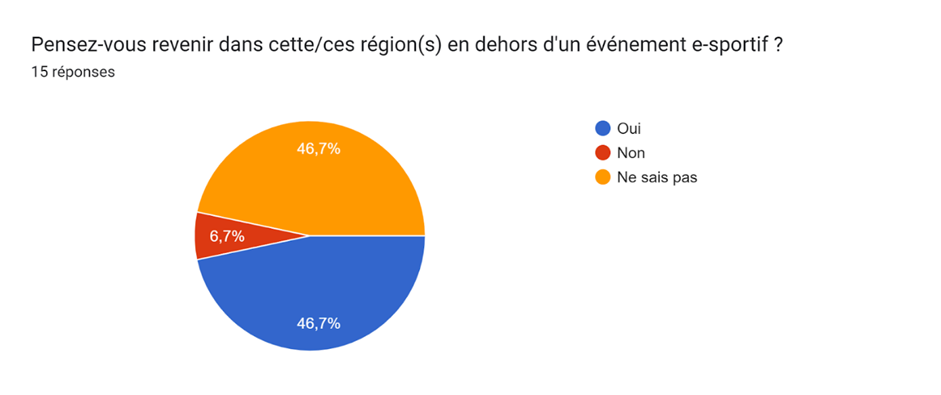 Pensez-vous revenir dans cette/ces région(s) en dehors d'un événement e-sportif ?
15 réponses
46,7%
6,7%
46,7%
Oui
Non
Ne sais pas